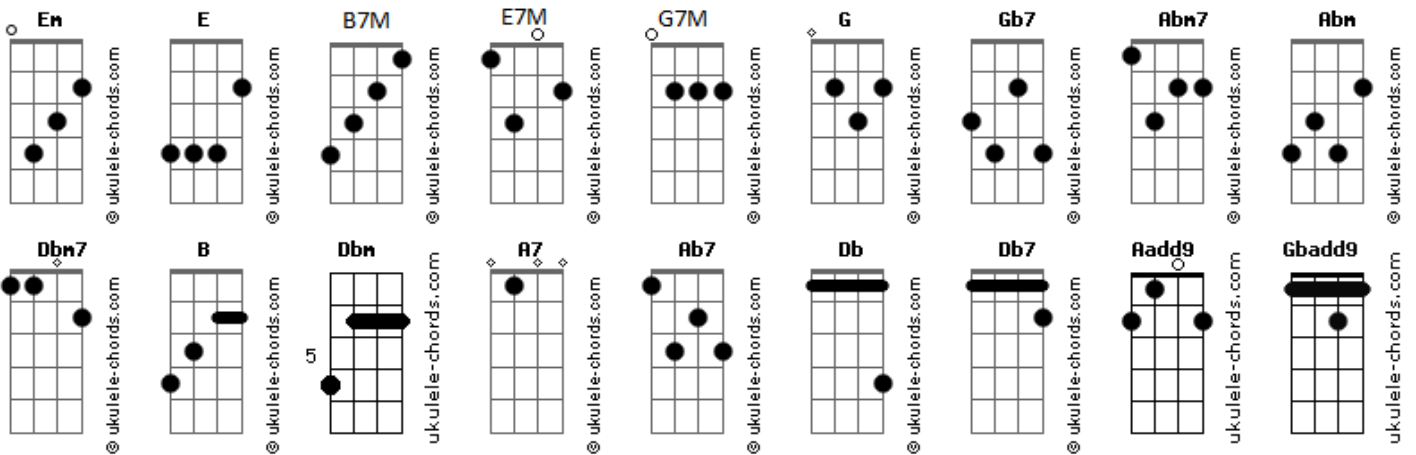 Em E B7M E7M G7M G Gb7 Abm7 Abm
© ukulele-chords.com © ukulele-chords.com © ukulele-chords.com © ukulele-chords.com © ukulele-chords.com © ukulele-chords.com © ukulele-chords.com © ukulele-chords.com © ukulele-chords.com
Dbm7 B Dbm A7 Ab7 Db Db7 Aadd9 Gbadd9
5
© ukulele-chords.com © ukulele-chords.com ukulele-chords.com © ukulele-chords.com © ukulele-chords.com © ukulele-chords.com © ukulele-chords.com ukulele-chords.com ukulele-chords.com